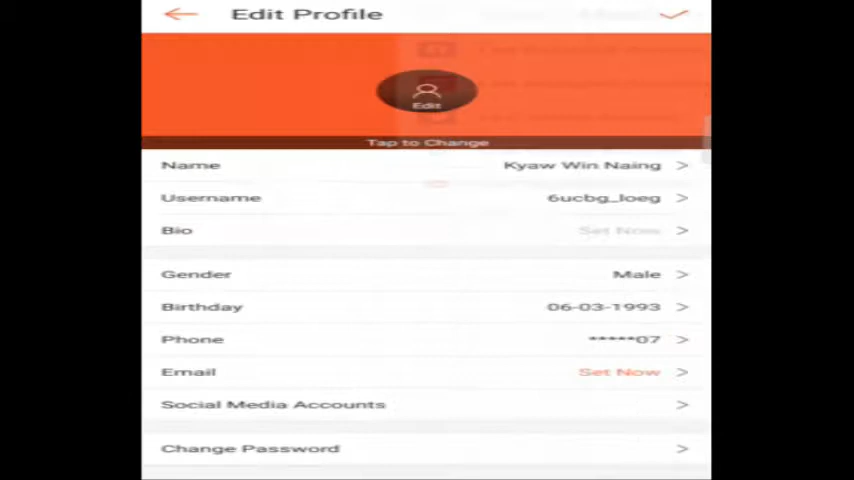 Edit Profile
Edit
Tap to Change
Name Kyaw Win Naing >
Username 6ucbg_loeg >
Bio Set Now >
Gender Male >
Birthday 06-03-1993 >
Phone *****07 >
Email Set Now >
Social Media Accounts >
Change Password >